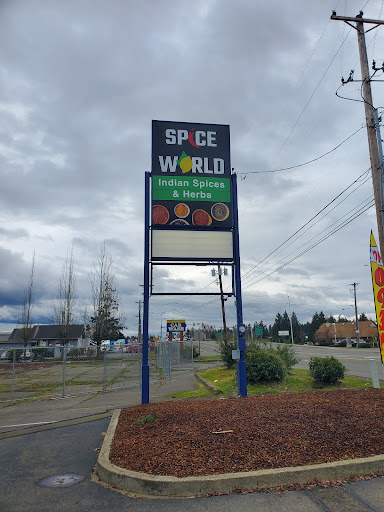 SPICE
WORLD
Indian Spices
& Herbs